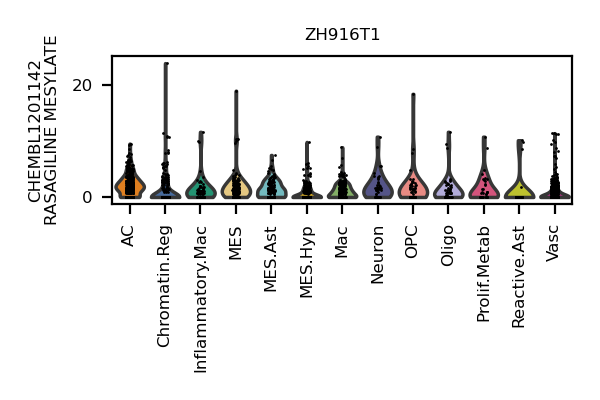 ZH916T1
CHEMBL1201142
RASAGILINE MESYLATE
20
0
AC
Chromatin.Reg
Inflammatory.Mac
MES
MES.Ast
MES.Hyp
Mac
Neuron
OPC
Oligo
Prolif.Metab
Reactive.Ast
Vasc